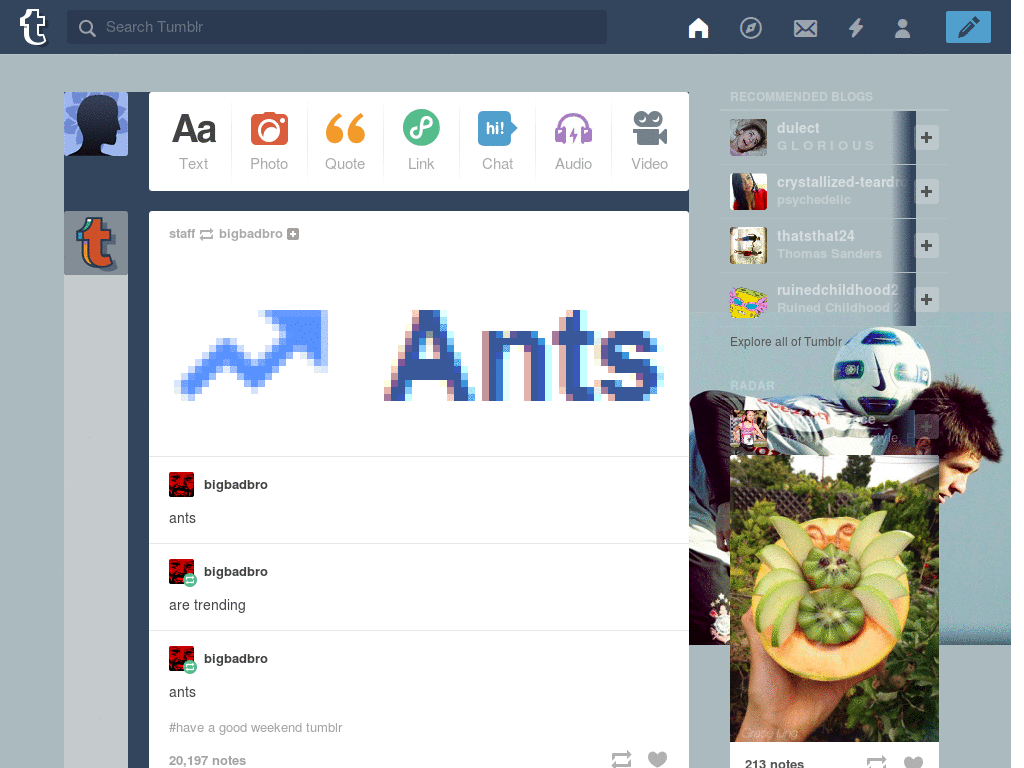 t
Search Tumblr
Aa
hi!
Text
Photo
Quote
Link
Chat
Audio
Video
t
staff bigbadbro
Ants
bigbadbro
ants
bigbadbro
are trending
bigbadbro
ants
#have a good weekend tumblr
20,197 notes
RECOMMENDED BLOGS
dulect
G L O R I O U S
crystallized-teardro
psychedelic
thatsthat24
Thomas Sanders
ruinedchildhood2
Ruined Childhood 2
Explore all of Tumblr
RADAR
Grace Ling
213 notes